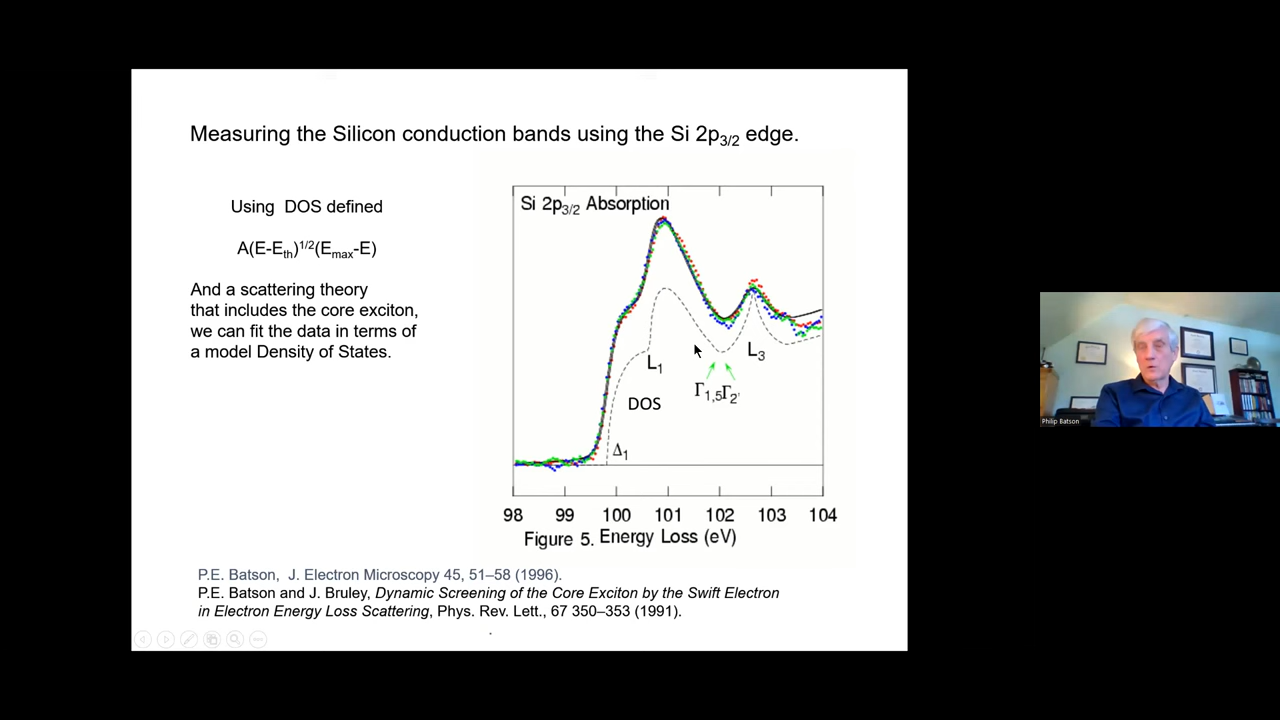 Measuring the Silicon conduction bands using the Si 2p3/2 edge.
Using DOS defined
A(E-Eth)1/2(Emax-E)
And a scattering theory
that includes the core exciton,
we can fit the data in terms of
a model Density of States.
Si 2p3/2 Absorption
L1
L3
Γ1,5Γ2'
DOS
Δ1
98 99 100 101 102 103 104
Figure 5. Energy Loss (eV)
P.E. Batson, J. Electron Microscopy 45, 51–58 (1996).
P.E. Batson and J. Bruley, Dynamic Screening of the Core Exciton by the Swift Electron
in Electron Energy Loss Scattering, Phys. Rev. Lett., 67 350–353 (1991).
Philip Batson